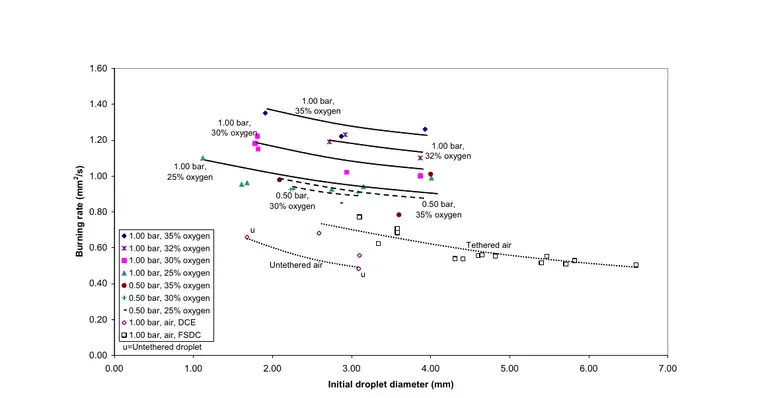 1.60
1.40
1.20
1.00
0.80
0.60
0.40
0.20
0.00
Burning rate (mm²/s)
1.00 bar,
35% oxygen
1.00 bar,
30% oxygen
1.00 bar,
32% oxygen
1.00 bar,
25% oxygen
0.50 bar,
30% oxygen
0.50 bar,
35% oxygen
u
Tethered air
Untethered air
u
1.00 bar, 35% oxygen
1.00 bar, 32% oxygen
1.00 bar, 30% oxygen
1.00 bar, 25% oxygen
0.50 bar, 35% oxygen
0.50 bar, 30% oxygen
0.50 bar, 25% oxygen
1.00 bar, air, DCE
1.00 bar, air, FSDC
u=Untethered droplet
0.00 1.00 2.00 3.00 4.00 5.00 6.00 7.00
Initial droplet diameter (mm)